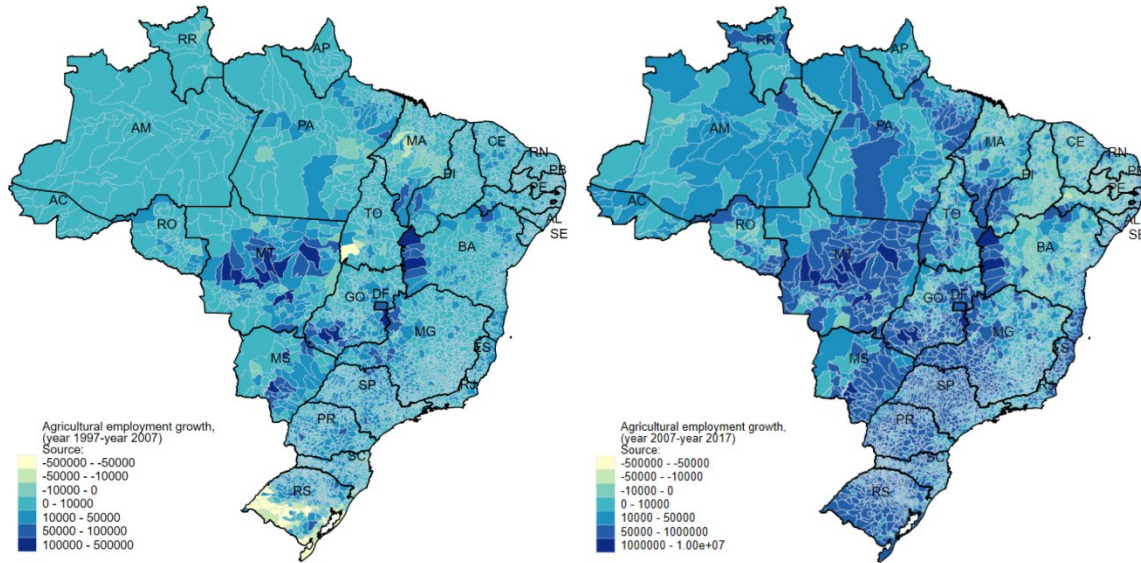 RR
AP
AM
PA
MA
CE
RN
PB
PI
PE
AC
AL
TO
SE
RO
BA
MT
GO
DF
MG
MS
ES
SP
RJ
PR
SC
RS
Agricultural employment growth,
(year 1997-year 2007)
Source:
-500000 - -50000
-50000 - -10000
-10000 - 0
0 - 10000
10000 - 50000
50000 - 100000
100000 - 500000
RR
AP
AM
PA
MA
CE
RN
PB
PI
PE
AC
AL
TO
SE
RO
BA
MT
GO
DF
MG
MS
ES
SP
PR
SC
RS
Agricultural employment growth,
(year 2007-year 2017)
Source:
-500000 - -50000
-50000 - -10000
-10000 - 0
0 - 10000
10000 - 50000
50000 - 1000000
1000000 - 1.00e+07